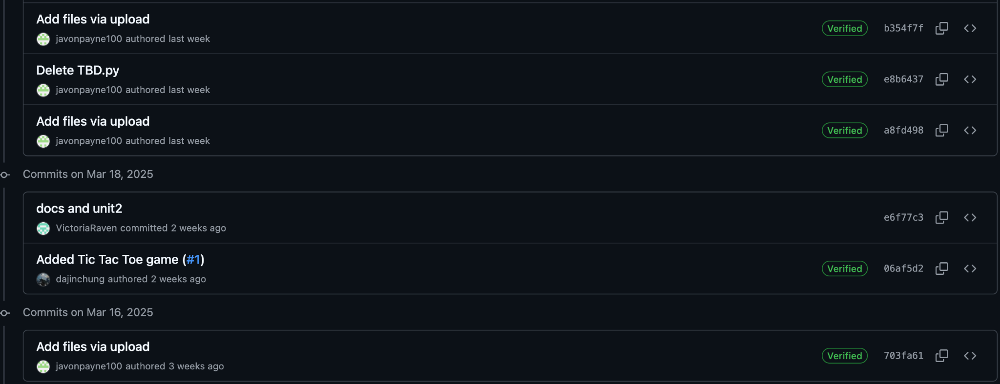 Add files via upload
javonpayne100 authored last week
Verified b354f7f
Delete TBD.py
javonpayne100 authored last week
Verified e8b6437
Add files via upload
javonpayne100 authored last week
Verified a8fd498
Commits on Mar 18, 2025
docs and unit2
VictoriaRaven committed 2 weeks ago
e6f77c3
Added Tic Tac Toe game (#1)
dajinchung authored 2 weeks ago
Verified 06af5d2
Commits on Mar 16, 2025
Add files via upload
javonpayne100 authored 3 weeks ago
Verified 703fa61